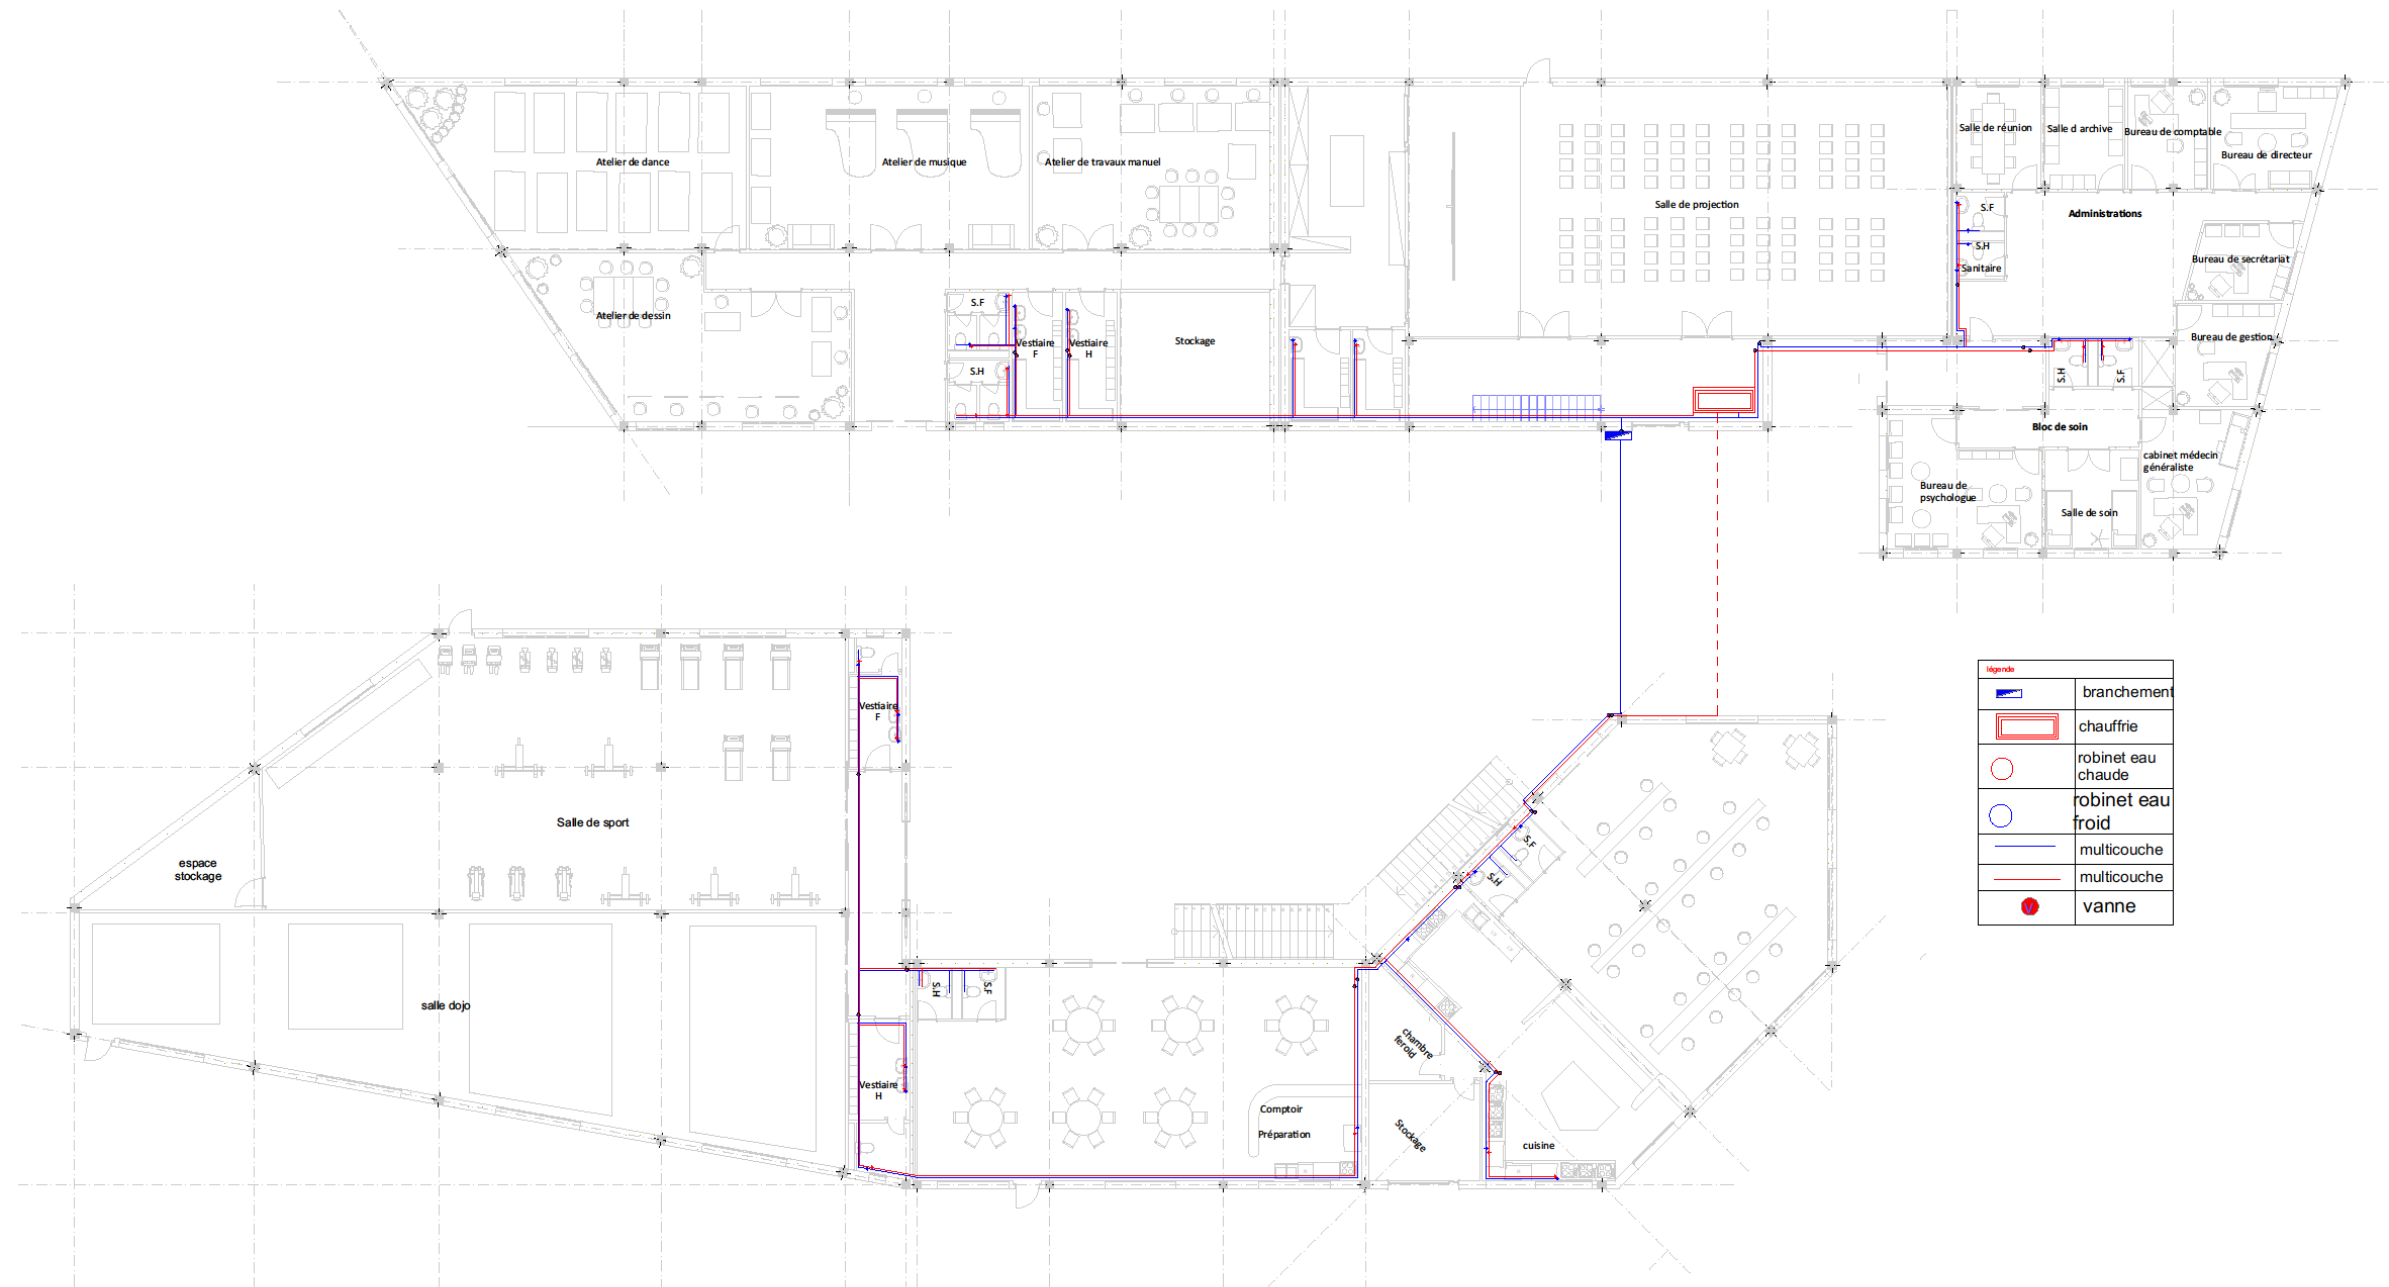 Atelier de dance
Atelier de musique
Atelier de travaux manuel
Salle de projection
Salle de réunion
Salle d archive
Bureau de comptable
Bureau de directeur
S.F
Administrations
S.H
Sanitaire
Bureau de secrétariat
Atelier de dessin
S.F
Vestiaire
F
Vestiaire
H
Stockage
S.H
Bureau de gestion
S.H
S.F
Bloc de soin
cabinet médecin
généraliste
Bureau de
psychologue
Salle de soin
légende
branchement
chauffrie
robinet eau
chaude
robinet eau
froid
multicouche
multicouche
V
vanne
Vestiaire
F
Salle de sport
espace
stockage
S.F
S.H
salle dojo
S.H
S.F
chambre
feroid
Vestiaire
H
Comptoir
Préparation
Stockage
cuisine